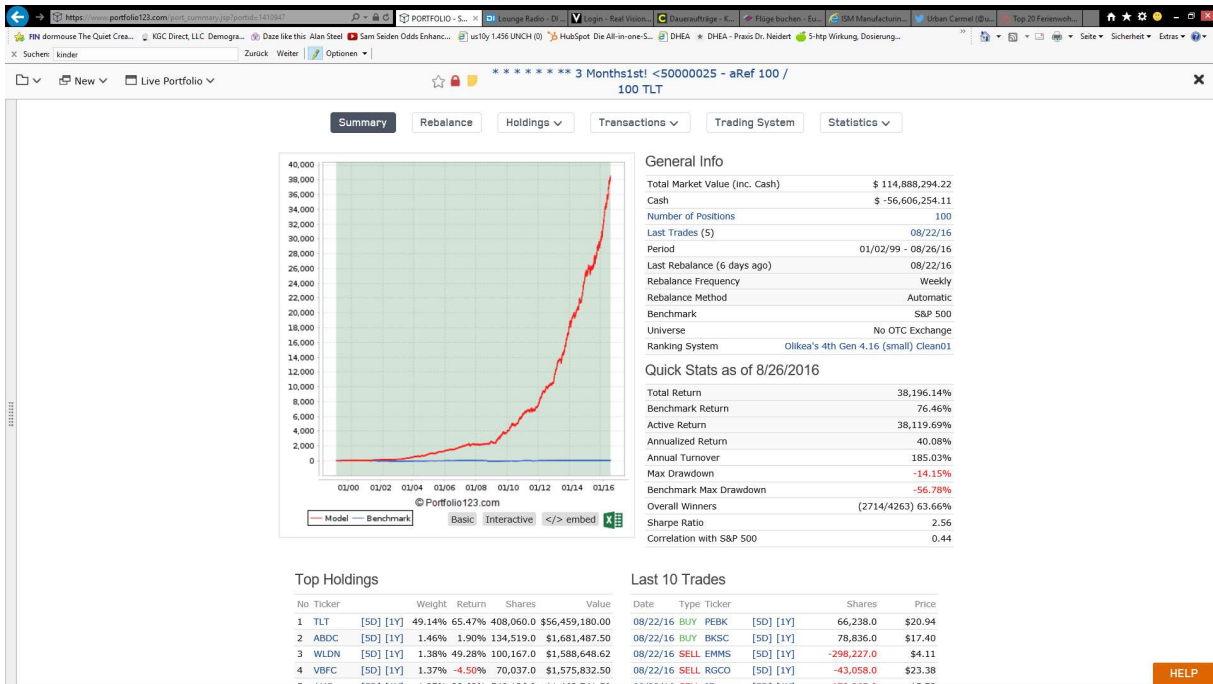 https://www.portfolio123.com/port_summary.jsp?portid=1410947
PORTFOLIO - S... × Lounge Radio - DI ... Login - Real Vision... Daueraufträge - K... Flüge buchen - Eu... ISM Manufacturin... Urban Carmel (@u... Top 20 Ferienwoh...
FIN dormouse The Quiet Crea... KGC Direct, LLC Demogra... Daze like this Alan Steel Sam Seiden Odds Enhanc... us10y 1.456 UNCH (0) HubSpot Die All-in-one-S... DHEA DHEA - Praxis Dr. Neidert 5-htp Wirkung, Dosierung... » Seite Sicherheit Extras
X Suchen: kinder Zurück Weiter Optionen
New Live Portfolio * * * * * * * ** 3 Months1st! <50000025 - aRef 100 /
100 TLT
Summary Rebalance Holdings Transactions Trading System Statistics
General Info
Total Market Value (inc. Cash) $ 114,888,294.22
Cash $ -56,606,254.11
Number of Positions 100
Last Trades (5) 08/22/16
Period 01/02/99 - 08/26/16
Last Rebalance (6 days ago) 08/22/16
Rebalance Frequency Weekly
Rebalance Method Automatic
Benchmark S&P 500
Universe No OTC Exchange
Ranking System Olikea's 4th Gen 4.16 (small) Clean01
Quick Stats as of 8/26/2016
Total Return 38,196.14%
Benchmark Return 76.46%
Active Return 38,119.69%
Annualized Return 40.08%
Annual Turnover 185.03%
Max Drawdown -14.15%
Benchmark Max Drawdown -56.78%
Overall Winners (2714/4263) 63.66%
Sharpe Ratio 2.56
Correlation with S&P 500 0.44
40,000
38,000
36,000
34,000
32,000
30,000
28,000
26,000
24,000
22,000
20,000
18,000
16,000
14,000
12,000
10,000
8,000
6,000
4,000
2,000
0
01/00 01/02 01/04 01/06 01/08 01/10 01/12 01/14 01/16
© Portfolio123.com
Model Benchmark Basic Interactive </> embed
Top Holdings
No Ticker Weight Return Shares Value
1 TLT [5D] [1Y] 49.14% 65.47% 408,060.0 $56,459,180.00
2 ABDC [5D] [1Y] 1.46% 1.90% 134,519.0 $1,681,487.50
3 WLDN [5D] [1Y] 1.38% 49.28% 100,167.0 $1,588,648.62
4 VBFC [5D] [1Y] 1.37% -4.50% 70,037.0 $1,575,832.50
Last 10 Trades
Date Type Ticker Shares Price
08/22/16 BUY PEBK [5D] [1Y] 66,238.0 $20.94
08/22/16 BUY BKSC [5D] [1Y] 78,836.0 $17.40
08/22/16 SELL EMMS [5D] [1Y] -298,227.0 $4.11
08/22/16 SELL RGCO [5D] [1Y] -43,058.0 $23.38
HELP